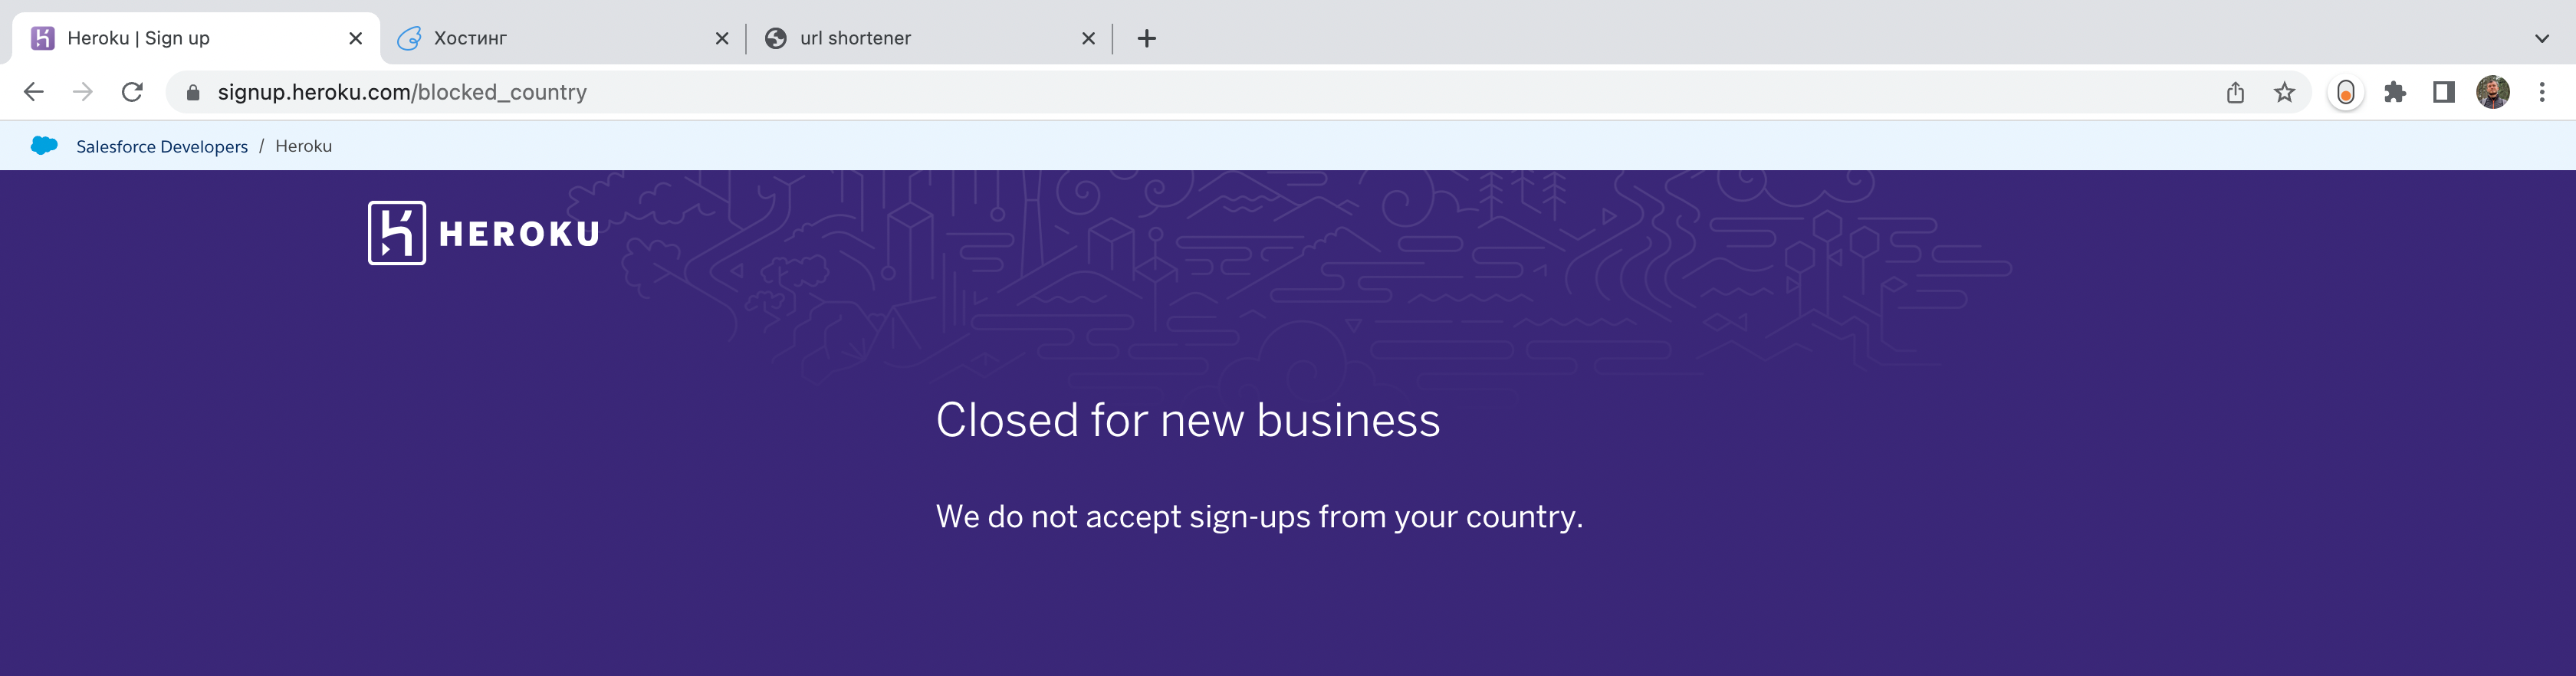 Heroku | Sign up
Хостинг
url shortener
signup.heroku.com/blocked_country
Salesforce Developers / Heroku
HEROKU
Closed for new business
We do not accept sign-ups from your country.